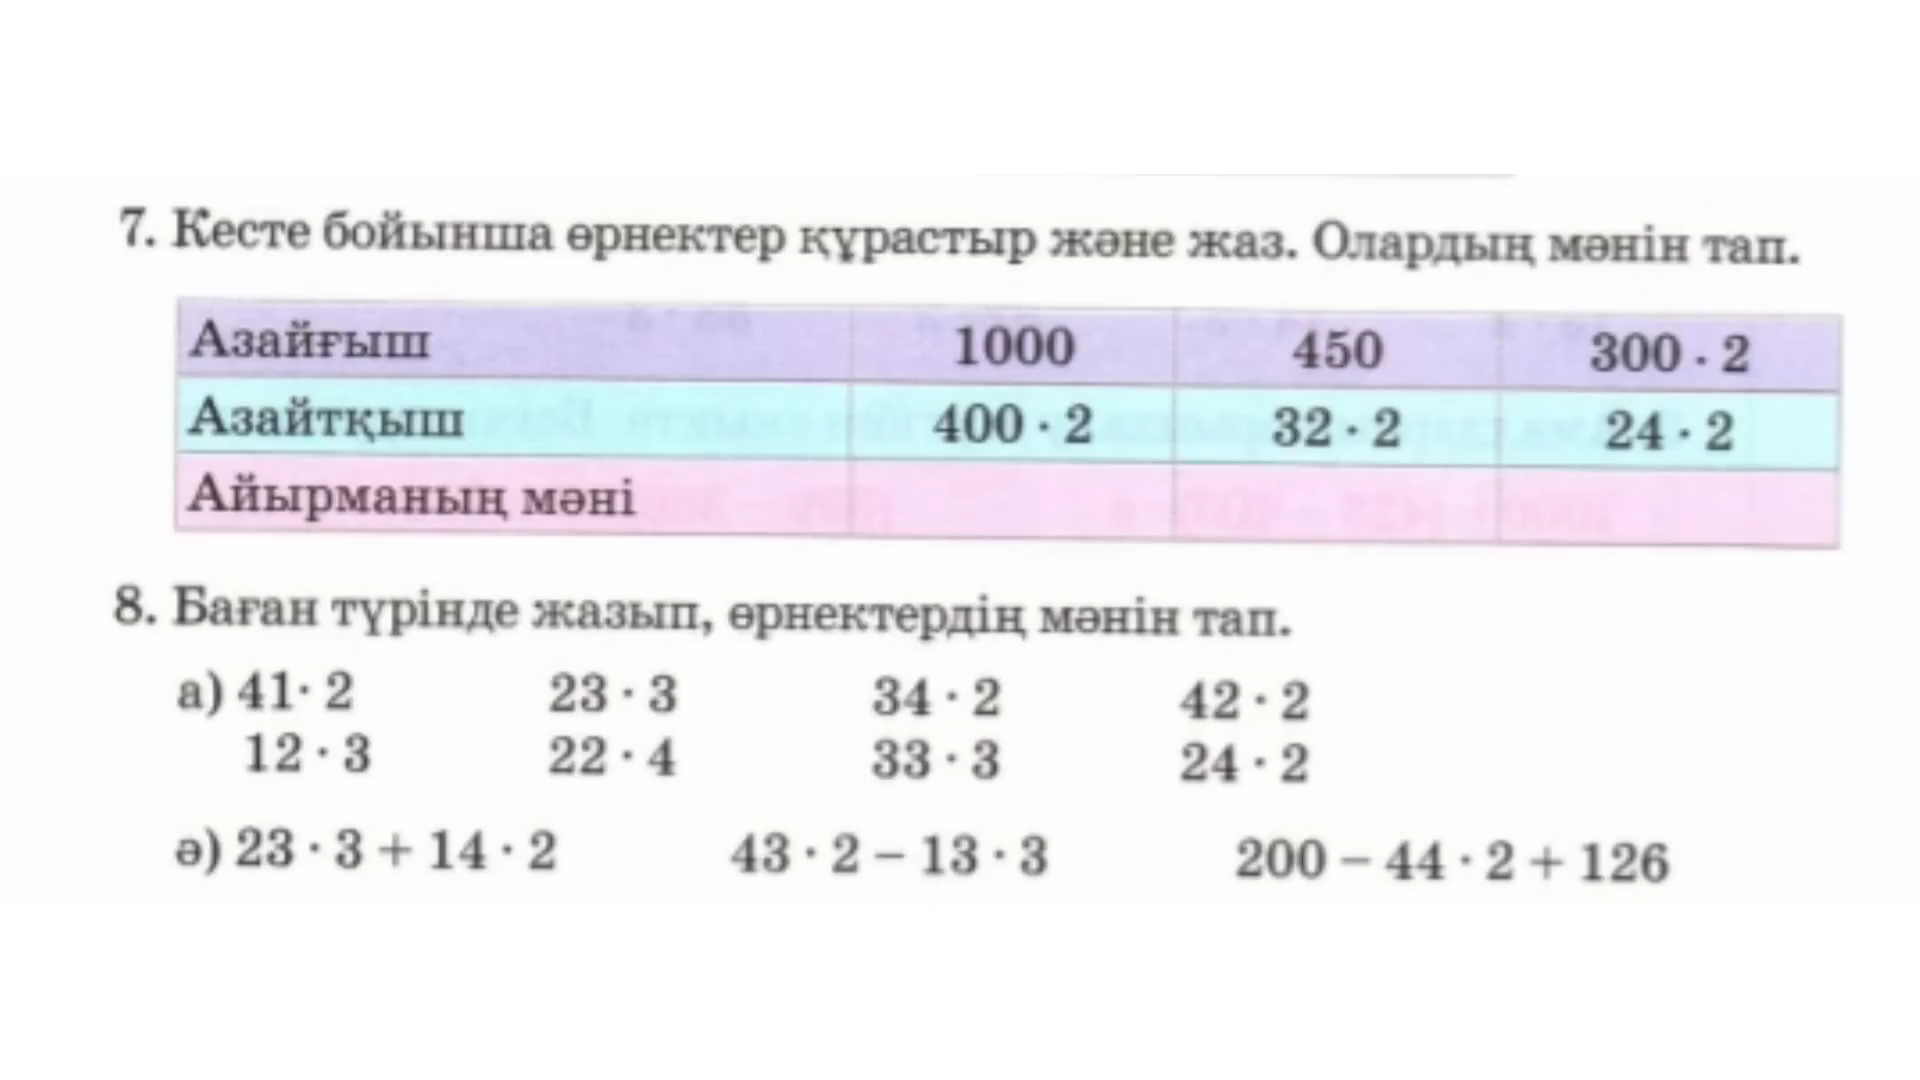 7. Кесте бойынша өрнектер құрастыр және жаз. Олардың мәнін тап.
Азайғыш 1000 450 300 · 2
Азайтқыш 400 · 2 32 · 2 24 · 2
Айырманың мәні
8. Баған түрінде жазып, өрнектердің мәнін тап.
а) 41· 2 23 · 3 34 · 2 42 · 2
12 · 3 22 · 4 33 · 3 24 · 2
ә) 23 · 3 + 14 · 2 43 · 2 – 13 · 3 200 – 44 · 2 + 126